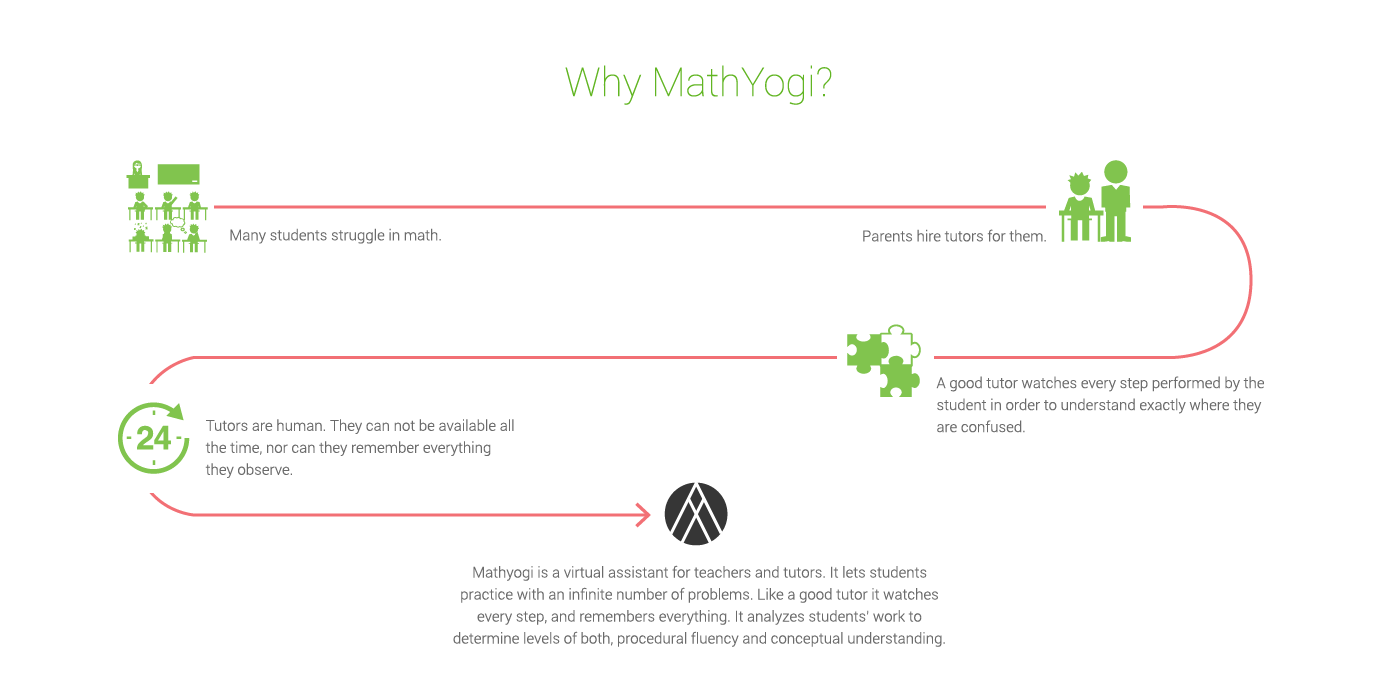 Why MathYogi?
Many students struggle in math.
Parents hire tutors for them.
A good tutor watches every step performed by the
student in order to understand exactly where they
are confused.
24
Tutors are human. They can not be available all
the time, nor can they remember everything
they observe.
Mathyogi is a virtual assistant for teachers and tutors. It lets students
practice with an infinite number of problems. Like a good tutor it watches
every step, and remembers everything. It analyzes students' work to
determine levels of both, procedural fluency and conceptual understanding.